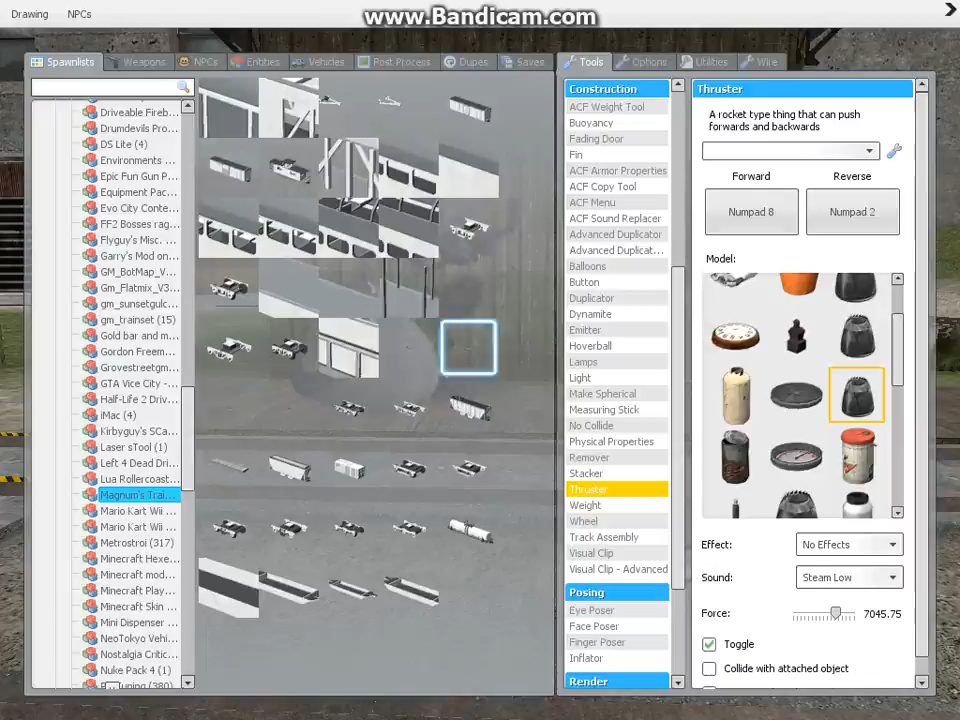 Drawing NPCs
www.Bandicam.com
Spawnlists Weapons NPCs Entities Vehicles Post Process Dupes Saves
Tools Options Utilities Wire
Driveable Fireb...
Drumdevils Pro...
DS Lite (4)
Environments ...
Epic Fun Gun P...
Equipment Pac...
Evo City Conte...
FF2 Bosses rag...
Flyguy's Misc. ...
Garry's Mod on...
GM_BotMap_V...
Gm_Flatmix_V3...
gm_sunsetgulc...
gm_trainset (15)
Gold bar and m...
Gordon Freem...
Grovestreetgm...
GTA Vice City -...
Half-Life 2 Driv...
iMac (4)
Kirbyguy's SCa...
Laser sTool (1)
Left 4 Dead Dri...
Lua Rollercoast...
Magnum's Trai...
Mario Kart Wii ...
Mario Kart Wii ...
Metrostroi (317)
Minecraft Hexe...
Minecraft mod...
Minecraft Play...
Minecraft Skin ...
Mini Dispenser ...
NeoTokyo Vehi...
Nostalgia Critic...
Nuke Pack 4 (1)
Construction
ACF Weight Tool
Buoyancy
Fading Door
Fin
ACF Armor Properties
ACF Copy Tool
ACF Menu
ACF Sound Replacer
Advanced Duplicator
Advanced Duplicat...
Balloons
Button
Duplicator
Dynamite
Emitter
Hoverball
Lamps
Light
Make Spherical
Measuring Stick
No Collide
Physical Properties
Remover
Stacker
Thruster
Weight
Wheel
Track Assembly
Visual Clip
Visual Clip - Advanced
Posing
Eye Poser
Face Poser
Finger Poser
Inflator
Render
Thruster
A rocket type thing that can push
forwards and backwards
Forward Reverse
Numpad 8 Numpad 2
Model:
Effect: No Effects
Sound: Steam Low
Force: 7045.75
Toggle
Collide with attached object